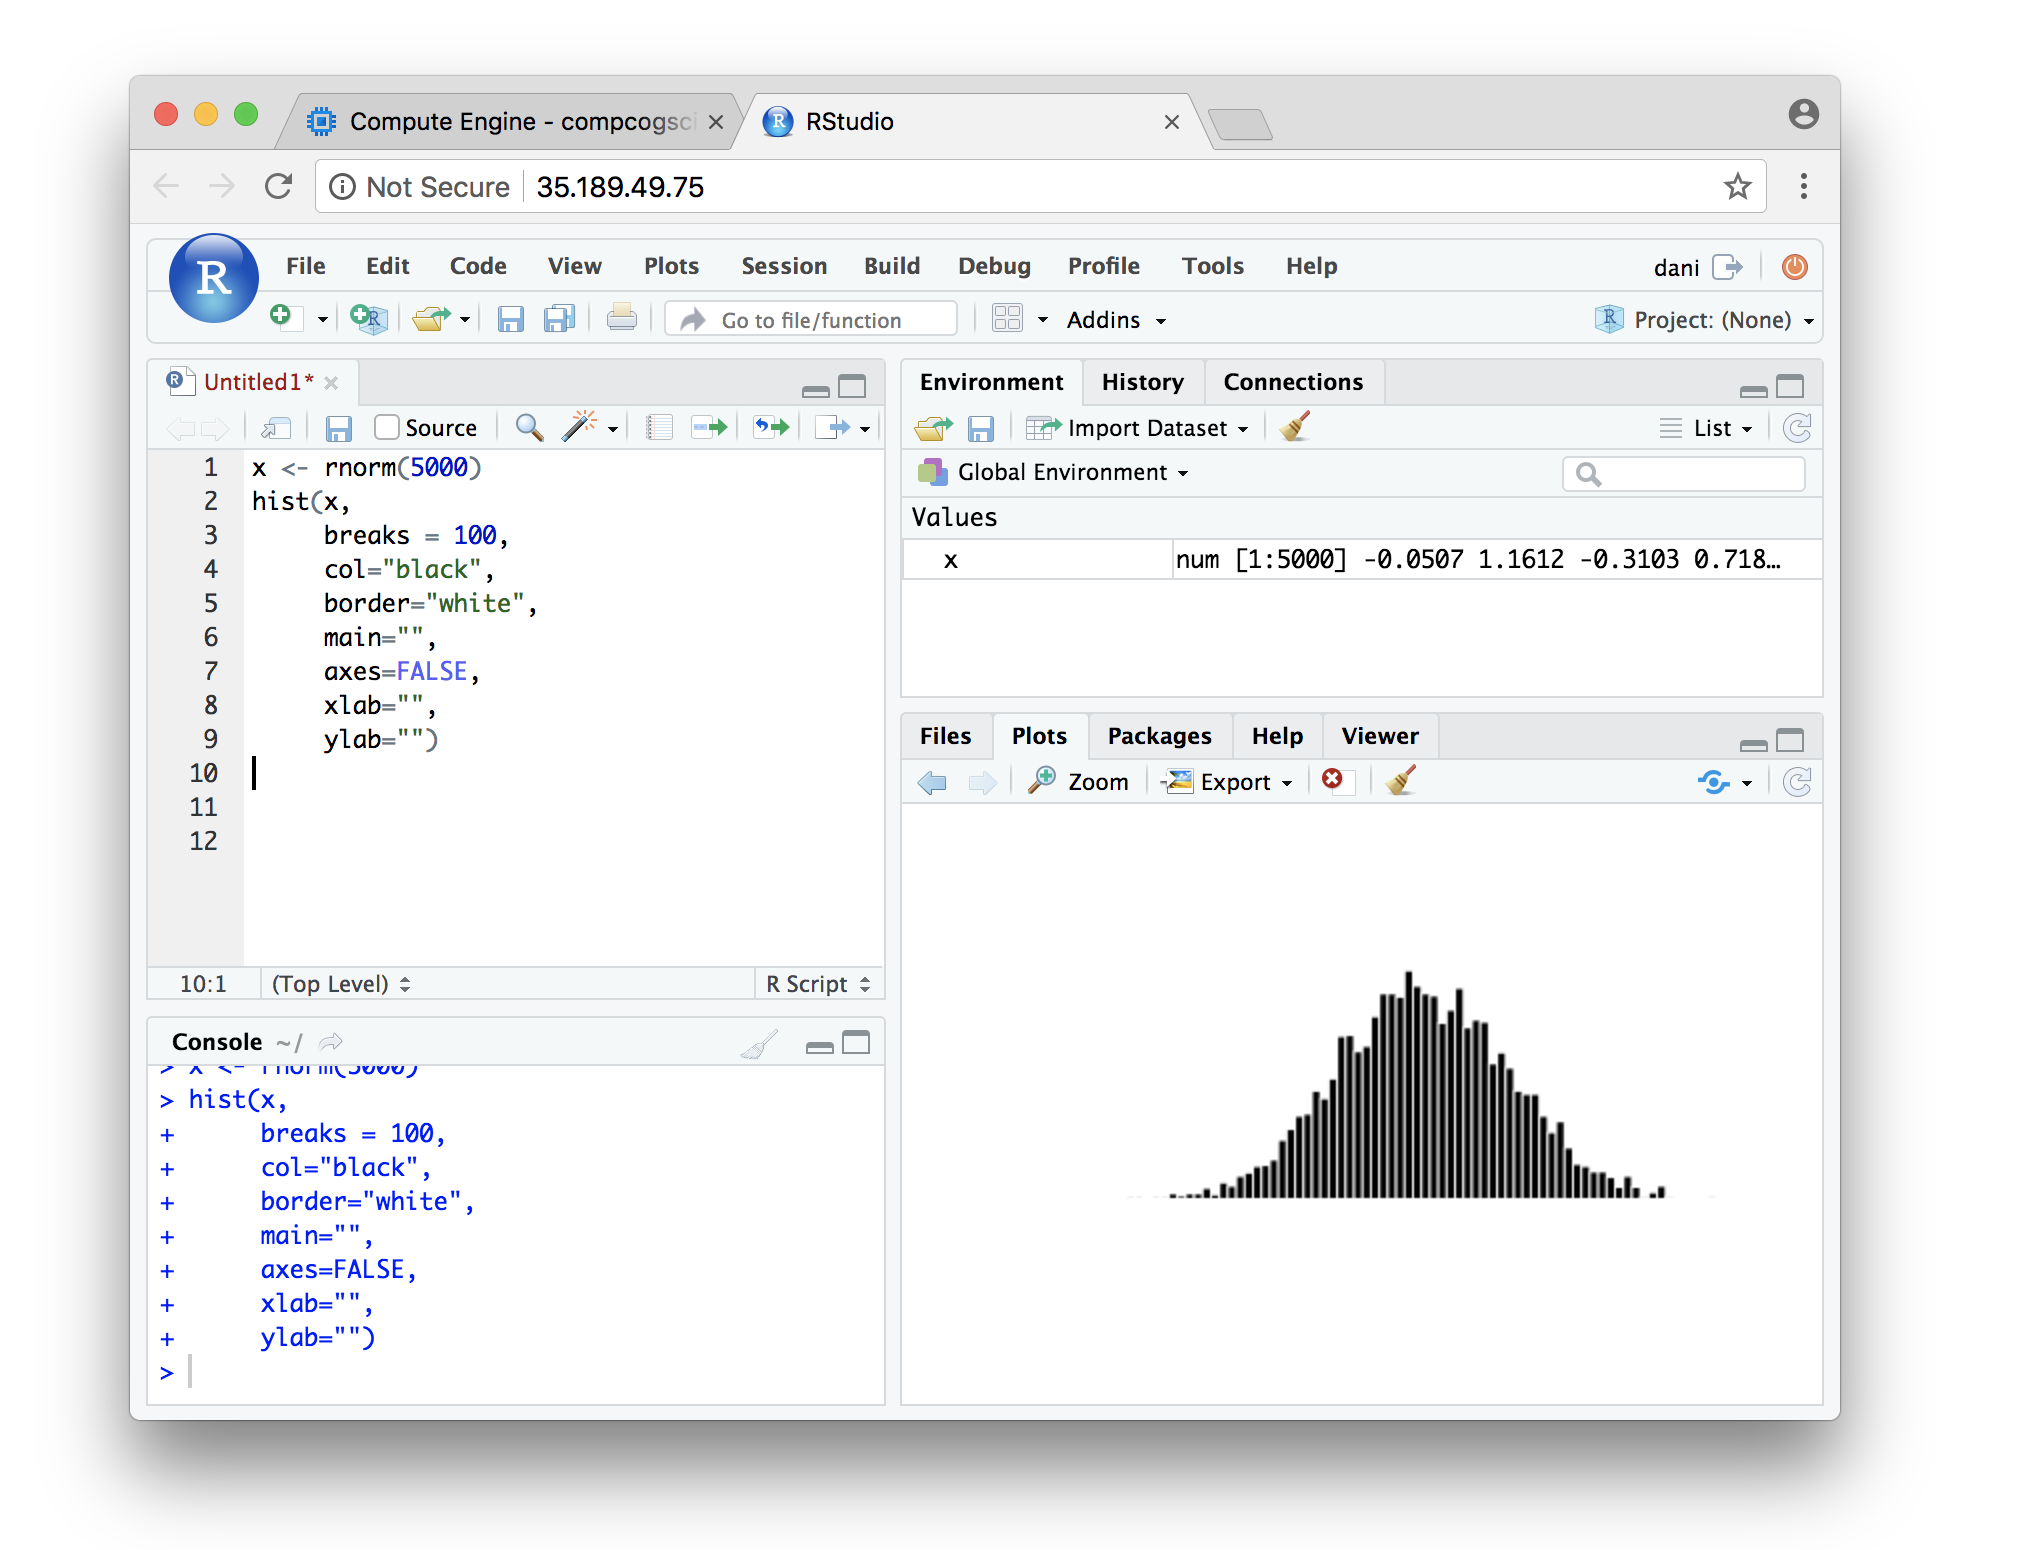 Compute Engine - compcogsci
RStudio
Not Secure
35.189.49.75
R
File Edit Code View Plots Session Build Debug Profile Tools Help
dani
Go to file/function
Addins
Project: (None)
Untitled1*
Source
1 x <- rnorm(5000)
2 hist(x,
3 breaks = 100,
4 col="black",
5 border="white",
6 main="",
7 axes=FALSE,
8 xlab="",
9 ylab="")
10
11
12
10:1 (Top Level) R Script
Console ~/
> x <- rnorm(5000)
> hist(x,
+ breaks = 100,
+ col="black",
+ border="white",
+ main="",
+ axes=FALSE,
+ xlab="",
+ ylab="")
>
Environment History Connections
Import Dataset
List
Global Environment
Values
x num [1:5000] -0.0507 1.1612 -0.3103 0.718…
Files Plots Packages Help Viewer
Zoom Export